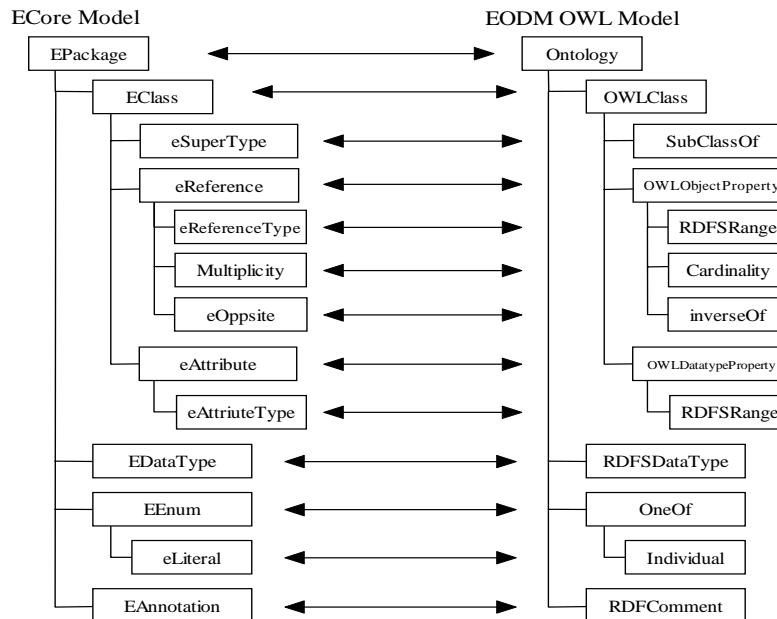 ECore Model EODM OWL Model
EPackage Ontology
EClass OWLClass
eSuperType SubClassOf
eReference OWLObjectProperty
eReferenceType RDFSRange
Multiplicity Cardinality
eOppsite inverseOf
eAttribute OWLDatatypeProperty
eAttriuteType RDFSRange
EDataType RDFSDataType
EEnum OneOf
eLiteral Individual
EAnnotation RDFComment